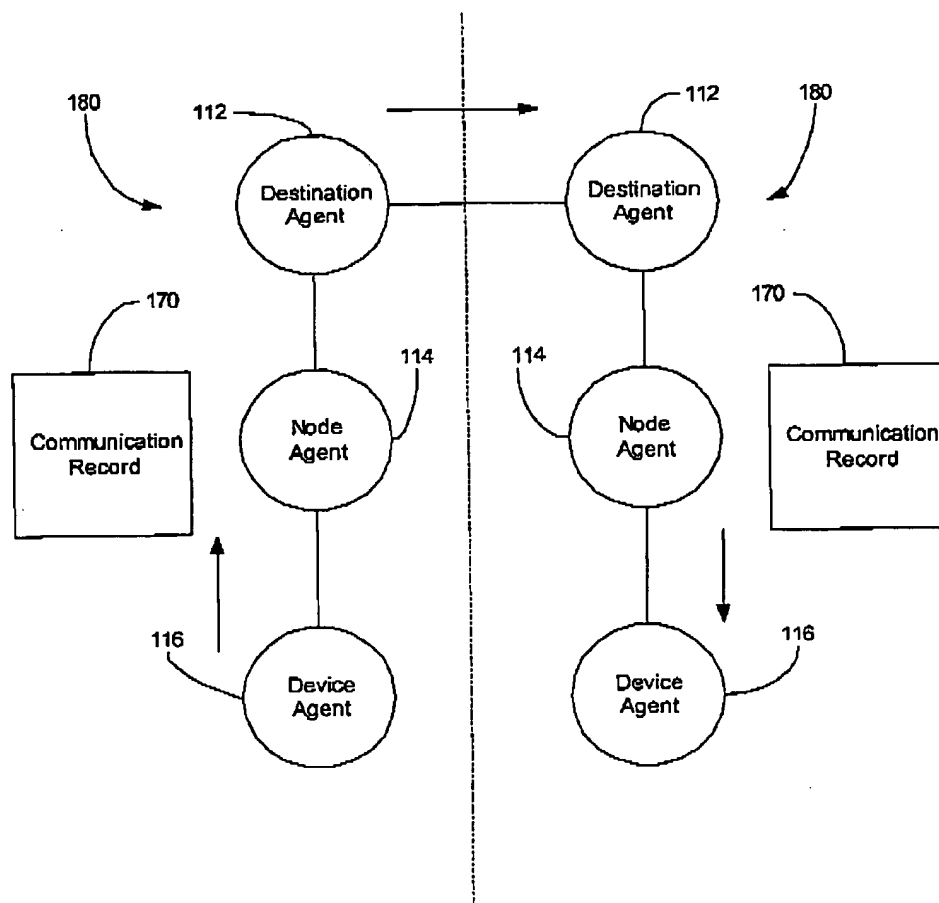 180
112
112
180
Destination
Agent
Destination
Agent
170
170
114
114
Communication
Record
Node
Agent
Node
Agent
Communication
Record
116
116
Device
Agent
Device
Agent